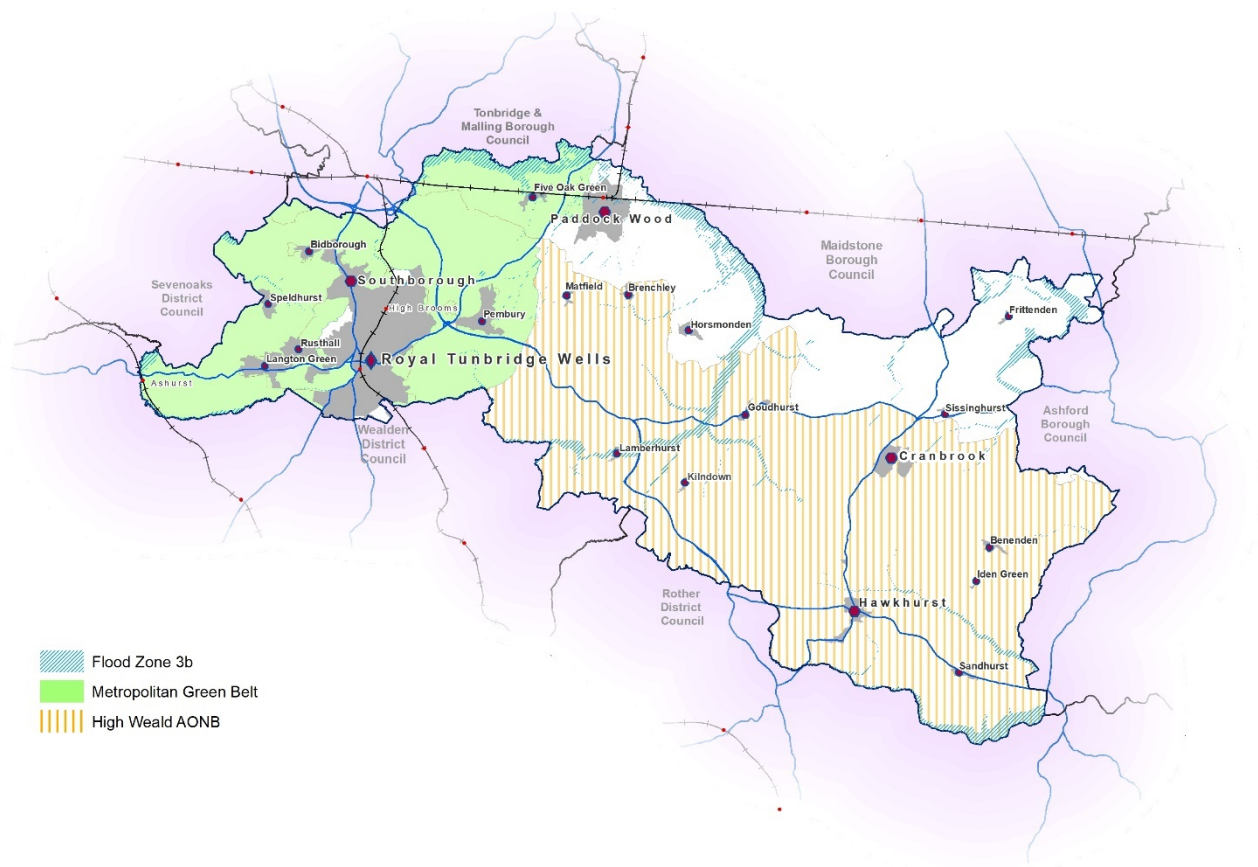 Tonbridge &
Malling Borough
Council
Five Oak Green
Paddock Wood
Bidborough
Maidstone
Borough
Council
Southborough
Sevenoaks
District
Council
Matfield
Brenchley
Speldhurst
High Brooms
Pembury
Frittenden
Horsmonden
Rusthall
Langton Green
Royal Tunbridge Wells
Ashurst
Goudhurst
Sissinghurst
Ashford
Borough
Council
Wealden
District
Council
Lamberhurst
Cranbrook
Kilndown
Benenden
Iden Green
Rother
District
Council
Hawkhurst
Sandhurst
Flood Zone 3b
Metropolitan Green Belt
High Weald AONB